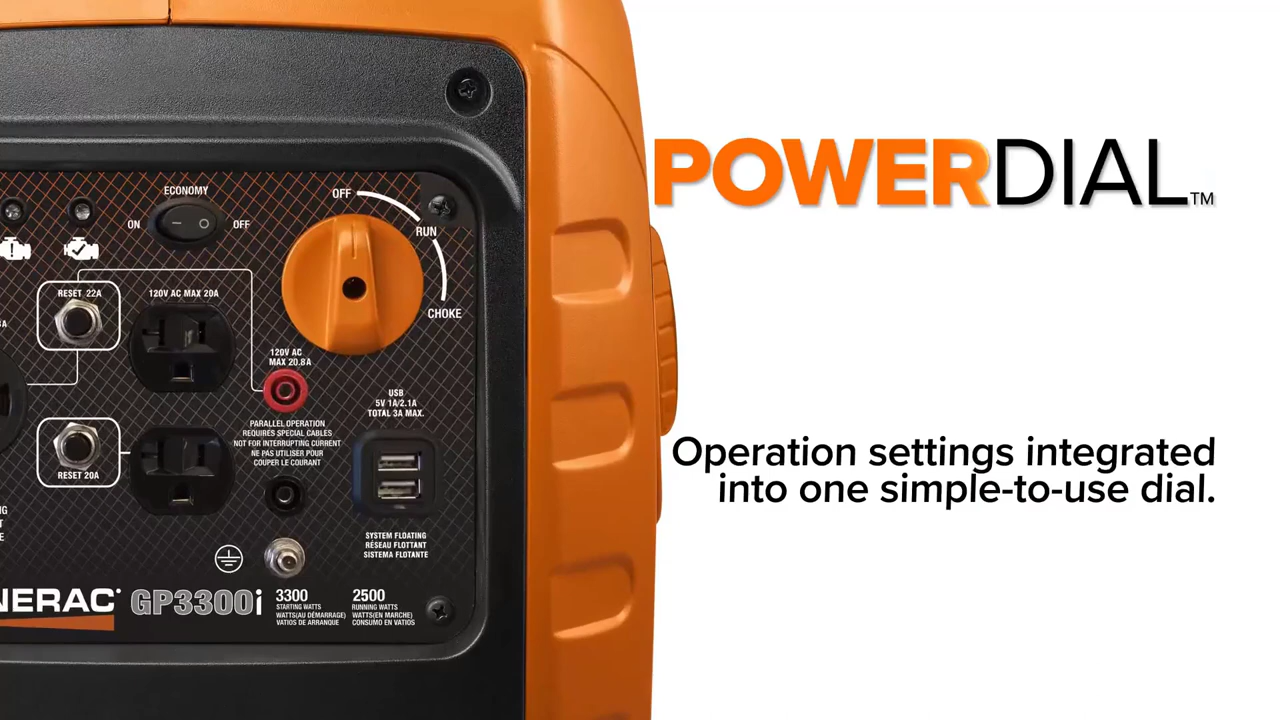 POWERDIAL™
Operation settings integrated
into one simple-to-use dial.
ECONOMY
ON
OFF
OFF
RUN
CHOKE
RESET 22A
120V AC MAX 20A
120V AC
MAX 20.8A
USB
5V 1A/2.1A
TOTAL 3A MAX.
PARALLEL OPERATION
REQUIRES SPECIAL CABLES
NOT FOR INTERRUPTING CURRENT
NE PAS UTILISER POUR
COUPER LE COURANT
RESET 20A
SYSTEM FLOATING
RÉSEAU FLOTTANT
SISTEMA FLOTANTE
NERAC
GP3300i
3300
STARTING WATTS
WATTS(AU DÉMARRAGE)
VATIOS DE ARRANQUE
2500
RUNNING WATTS
WATTS(EN MARCHE)
CONSUMO EN VATIOS